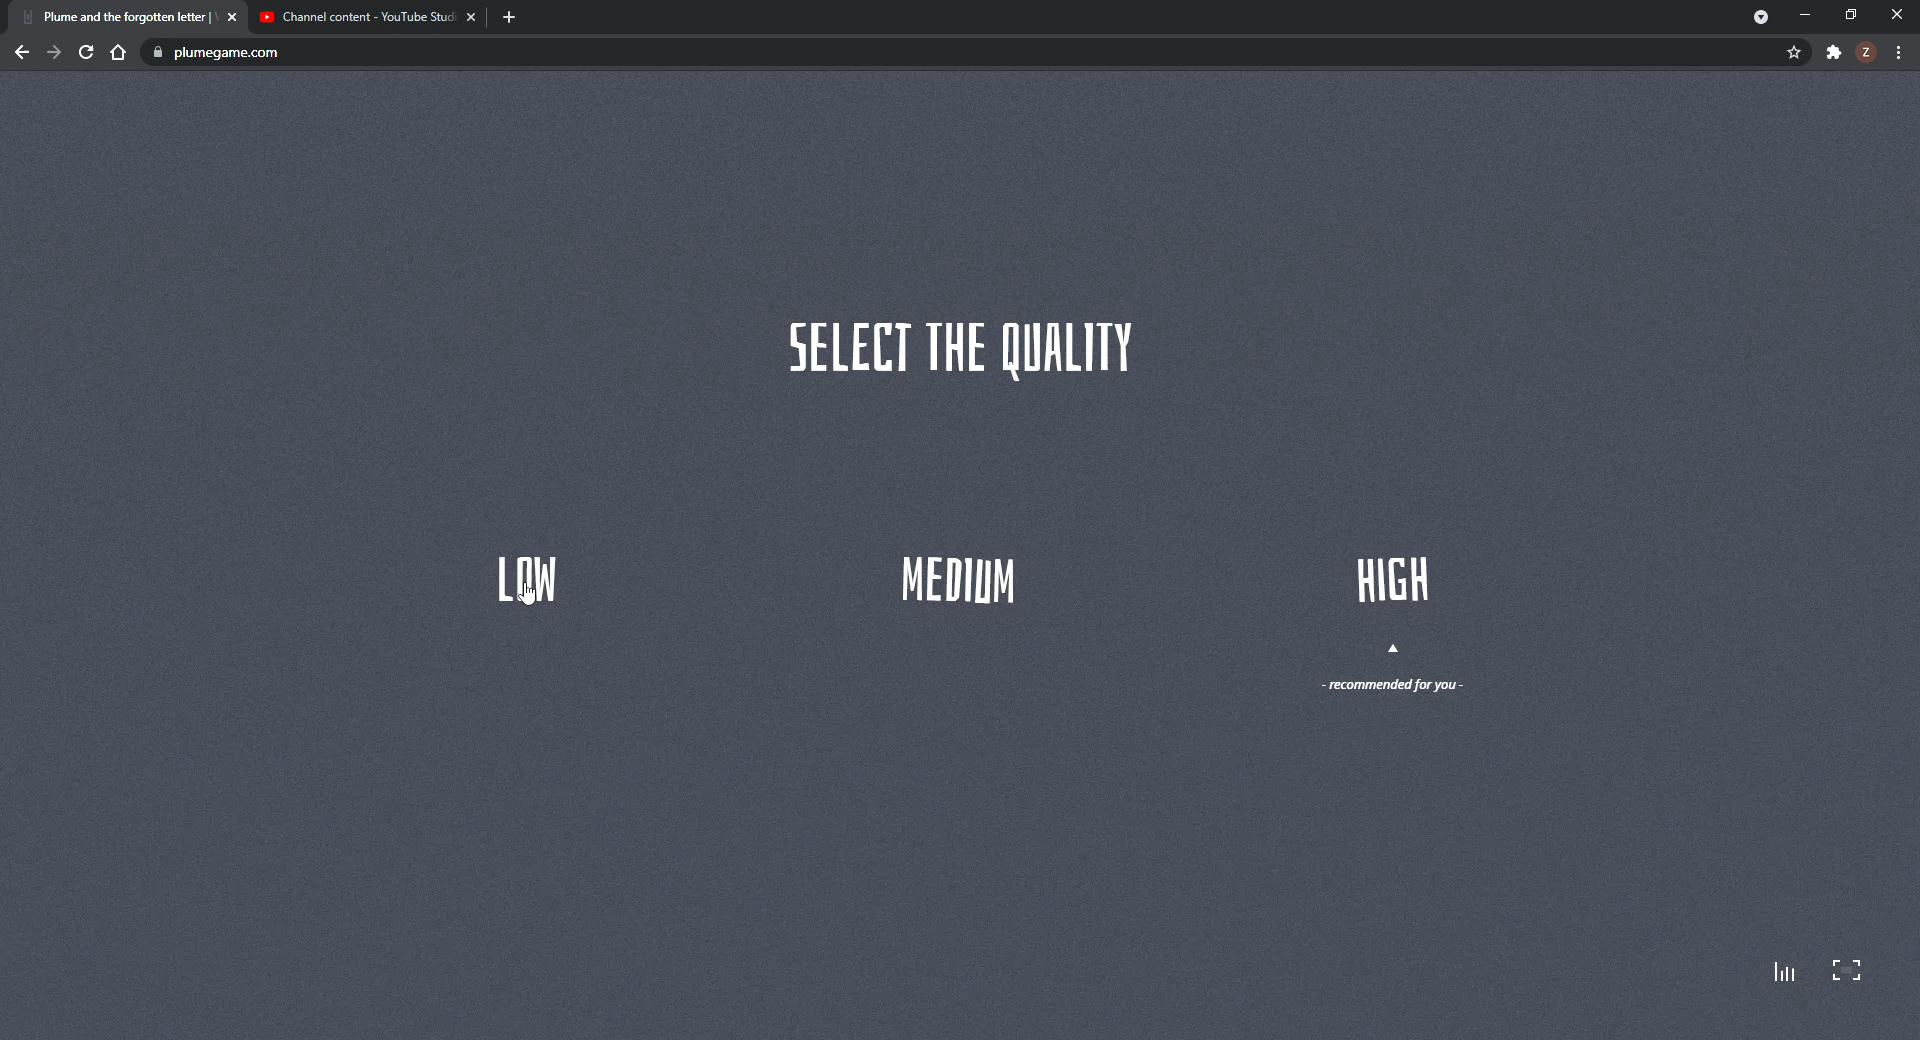 Plume and the forgotten letter |
Channel content - YouTube Studi
plumegame.com
Z
SELECT THE QUALITY
LOW
MEDIUM
HIGH
- recommended for you -